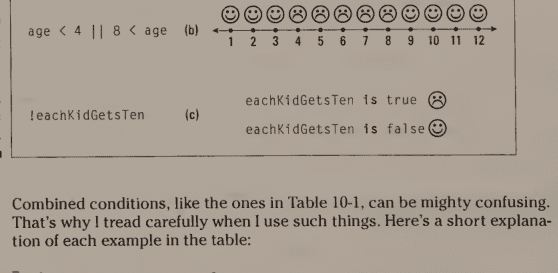 age < 4 || 8 < age (b)
1 2 3 4 5 6 7 8 9 10 11 12
eachKidGetsTen is true
!eachKidGetsTen (c)
eachKidGetsTen is false
Combined conditions, like the ones in Table 10-1, can be mighty confusing.
That's why I tread carefully when I use such things. Here's a short explana-
tion of each example in the table: